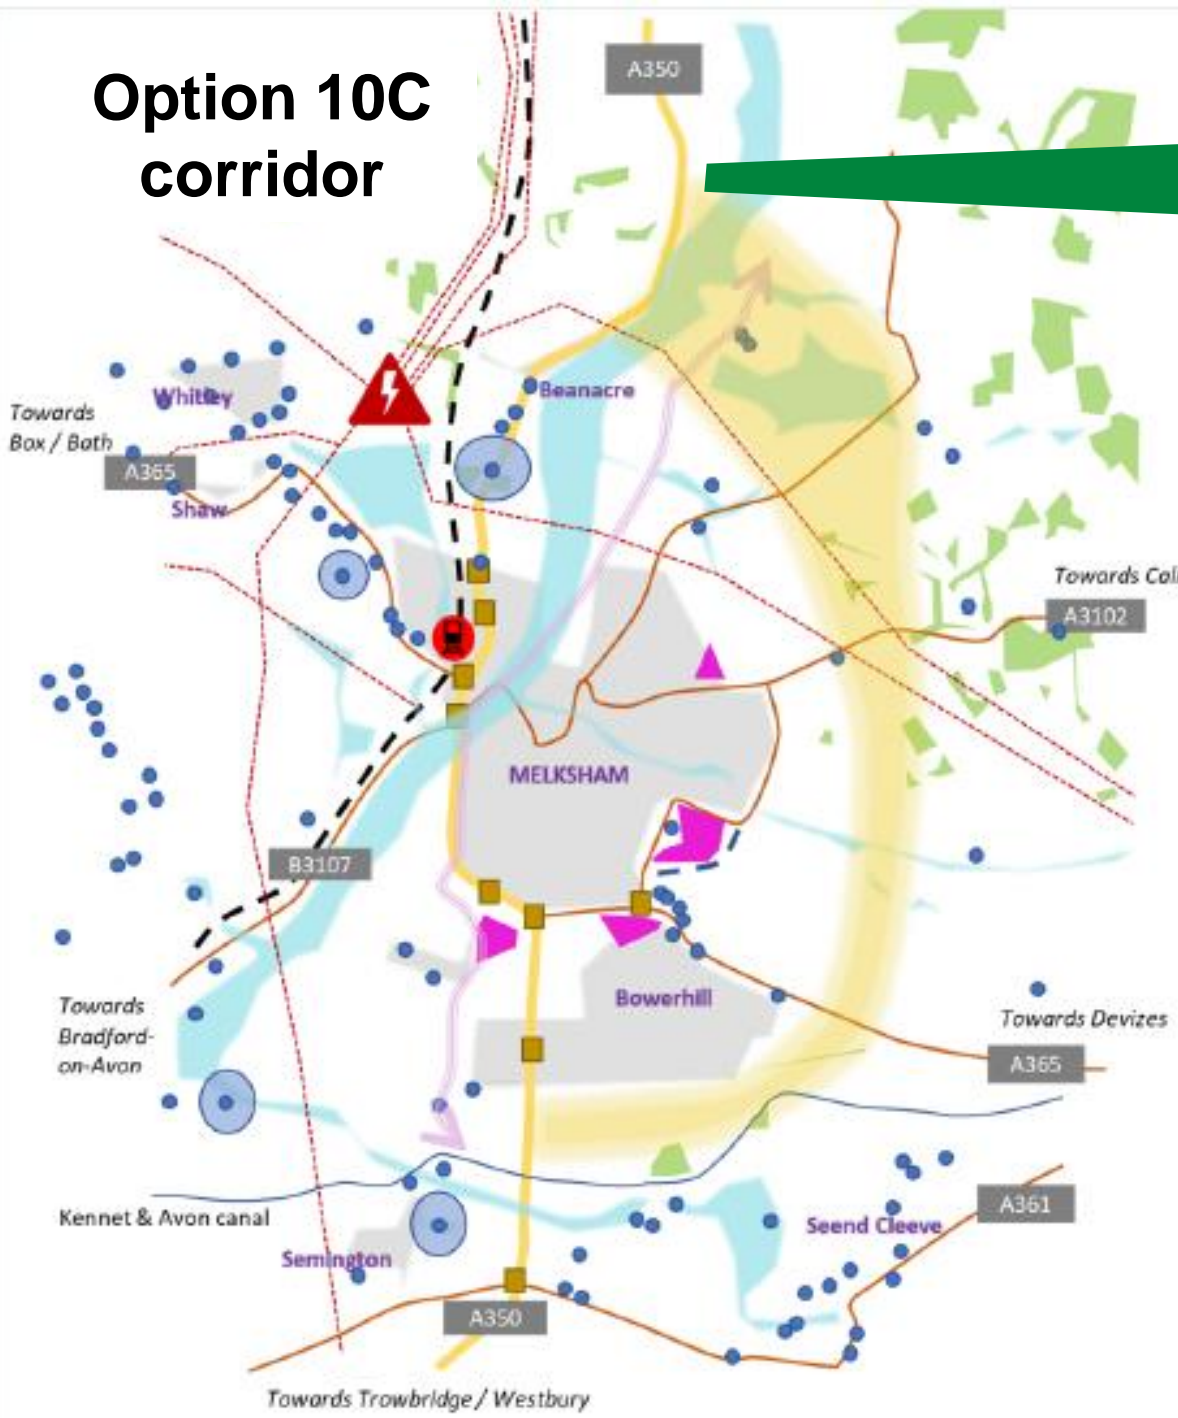 Option 10C
corridor
A350
Whitley
Beanacre
Towards
Box / Bath
A365
Shaw
Towards Cal
A3102
MELKSHAM
B3107
Bowerhill
Towards
Bradford-
on-Avon
Towards Devizes
A365
Kennet & Avon canal
A361
Seend Cleeve
Semington
A350
Towards Trowbridge / Westbury